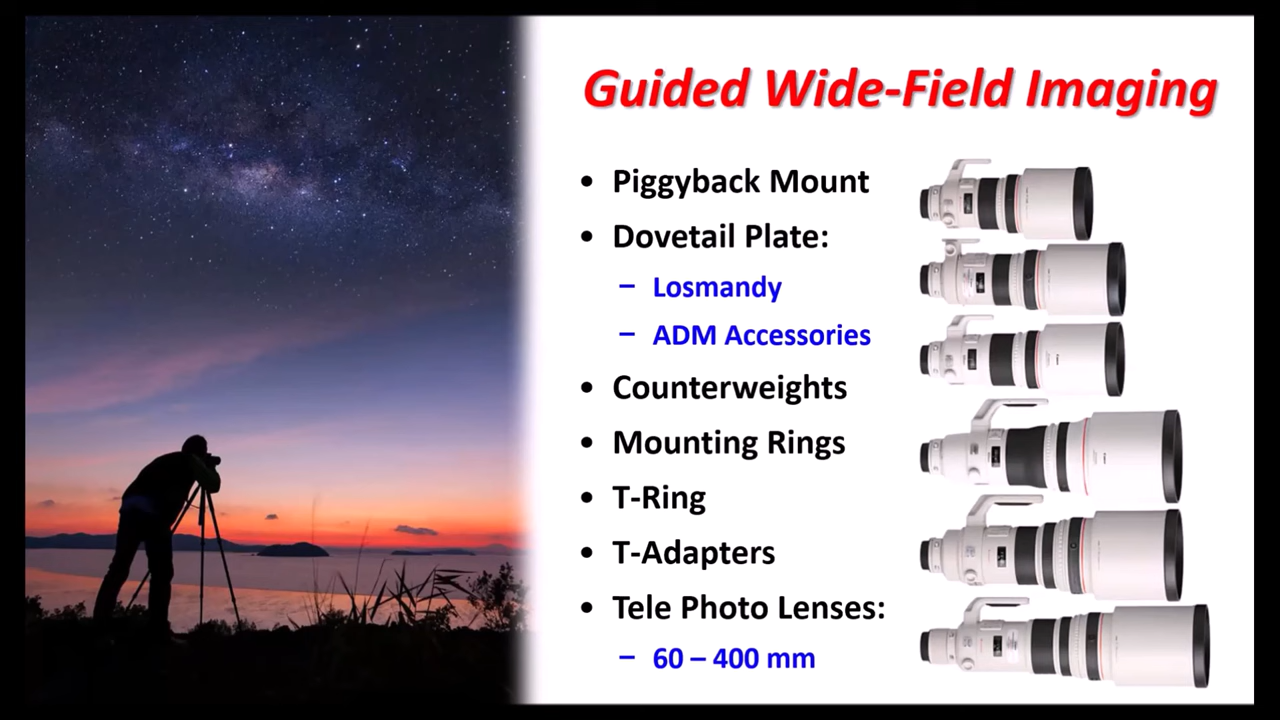 Guided Wide-Field Imaging
• Piggyback Mount
• Dovetail Plate:
– Losmandy
– ADM Accessories
• Counterweights
• Mounting Rings
• T-Ring
• T-Adapters
• Tele Photo Lenses:
– 60 – 400 mm